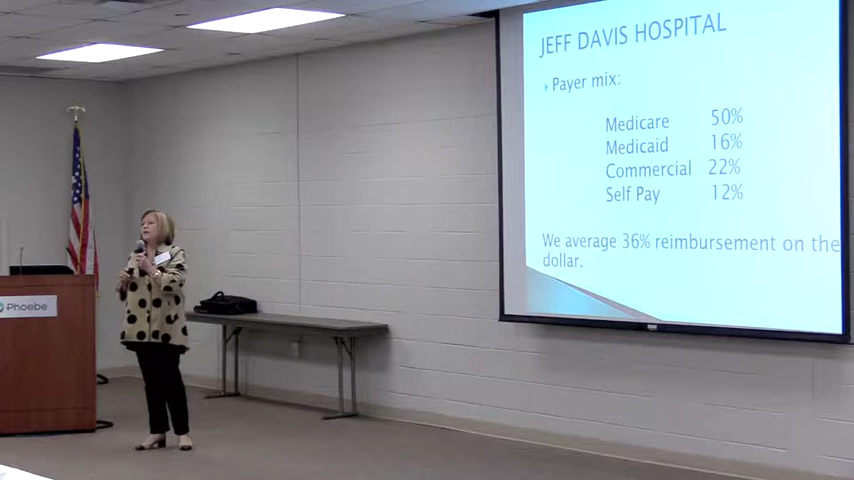 JEFF DAVIS HOSPITAL
Payer mix:
Medicare 50%
Medicaid 16%
Commercial 22%
Self Pay 12%
We average 36% reimbursement on the
dollar.
Phoebe